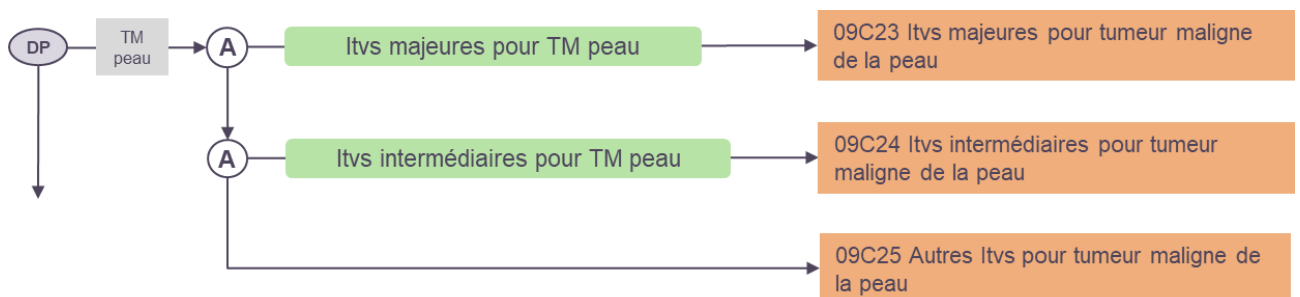 DP
TM
peau
A
Itvs majeures pour TM peau
09C23 Itvs majeures pour tumeur maligne
de la peau
A
Itvs intermédiaires pour TM peau
09C24 Itvs intermédiaires pour tumeur
maligne de la peau
09C25 Autres Itvs pour tumeur maligne de
la peau